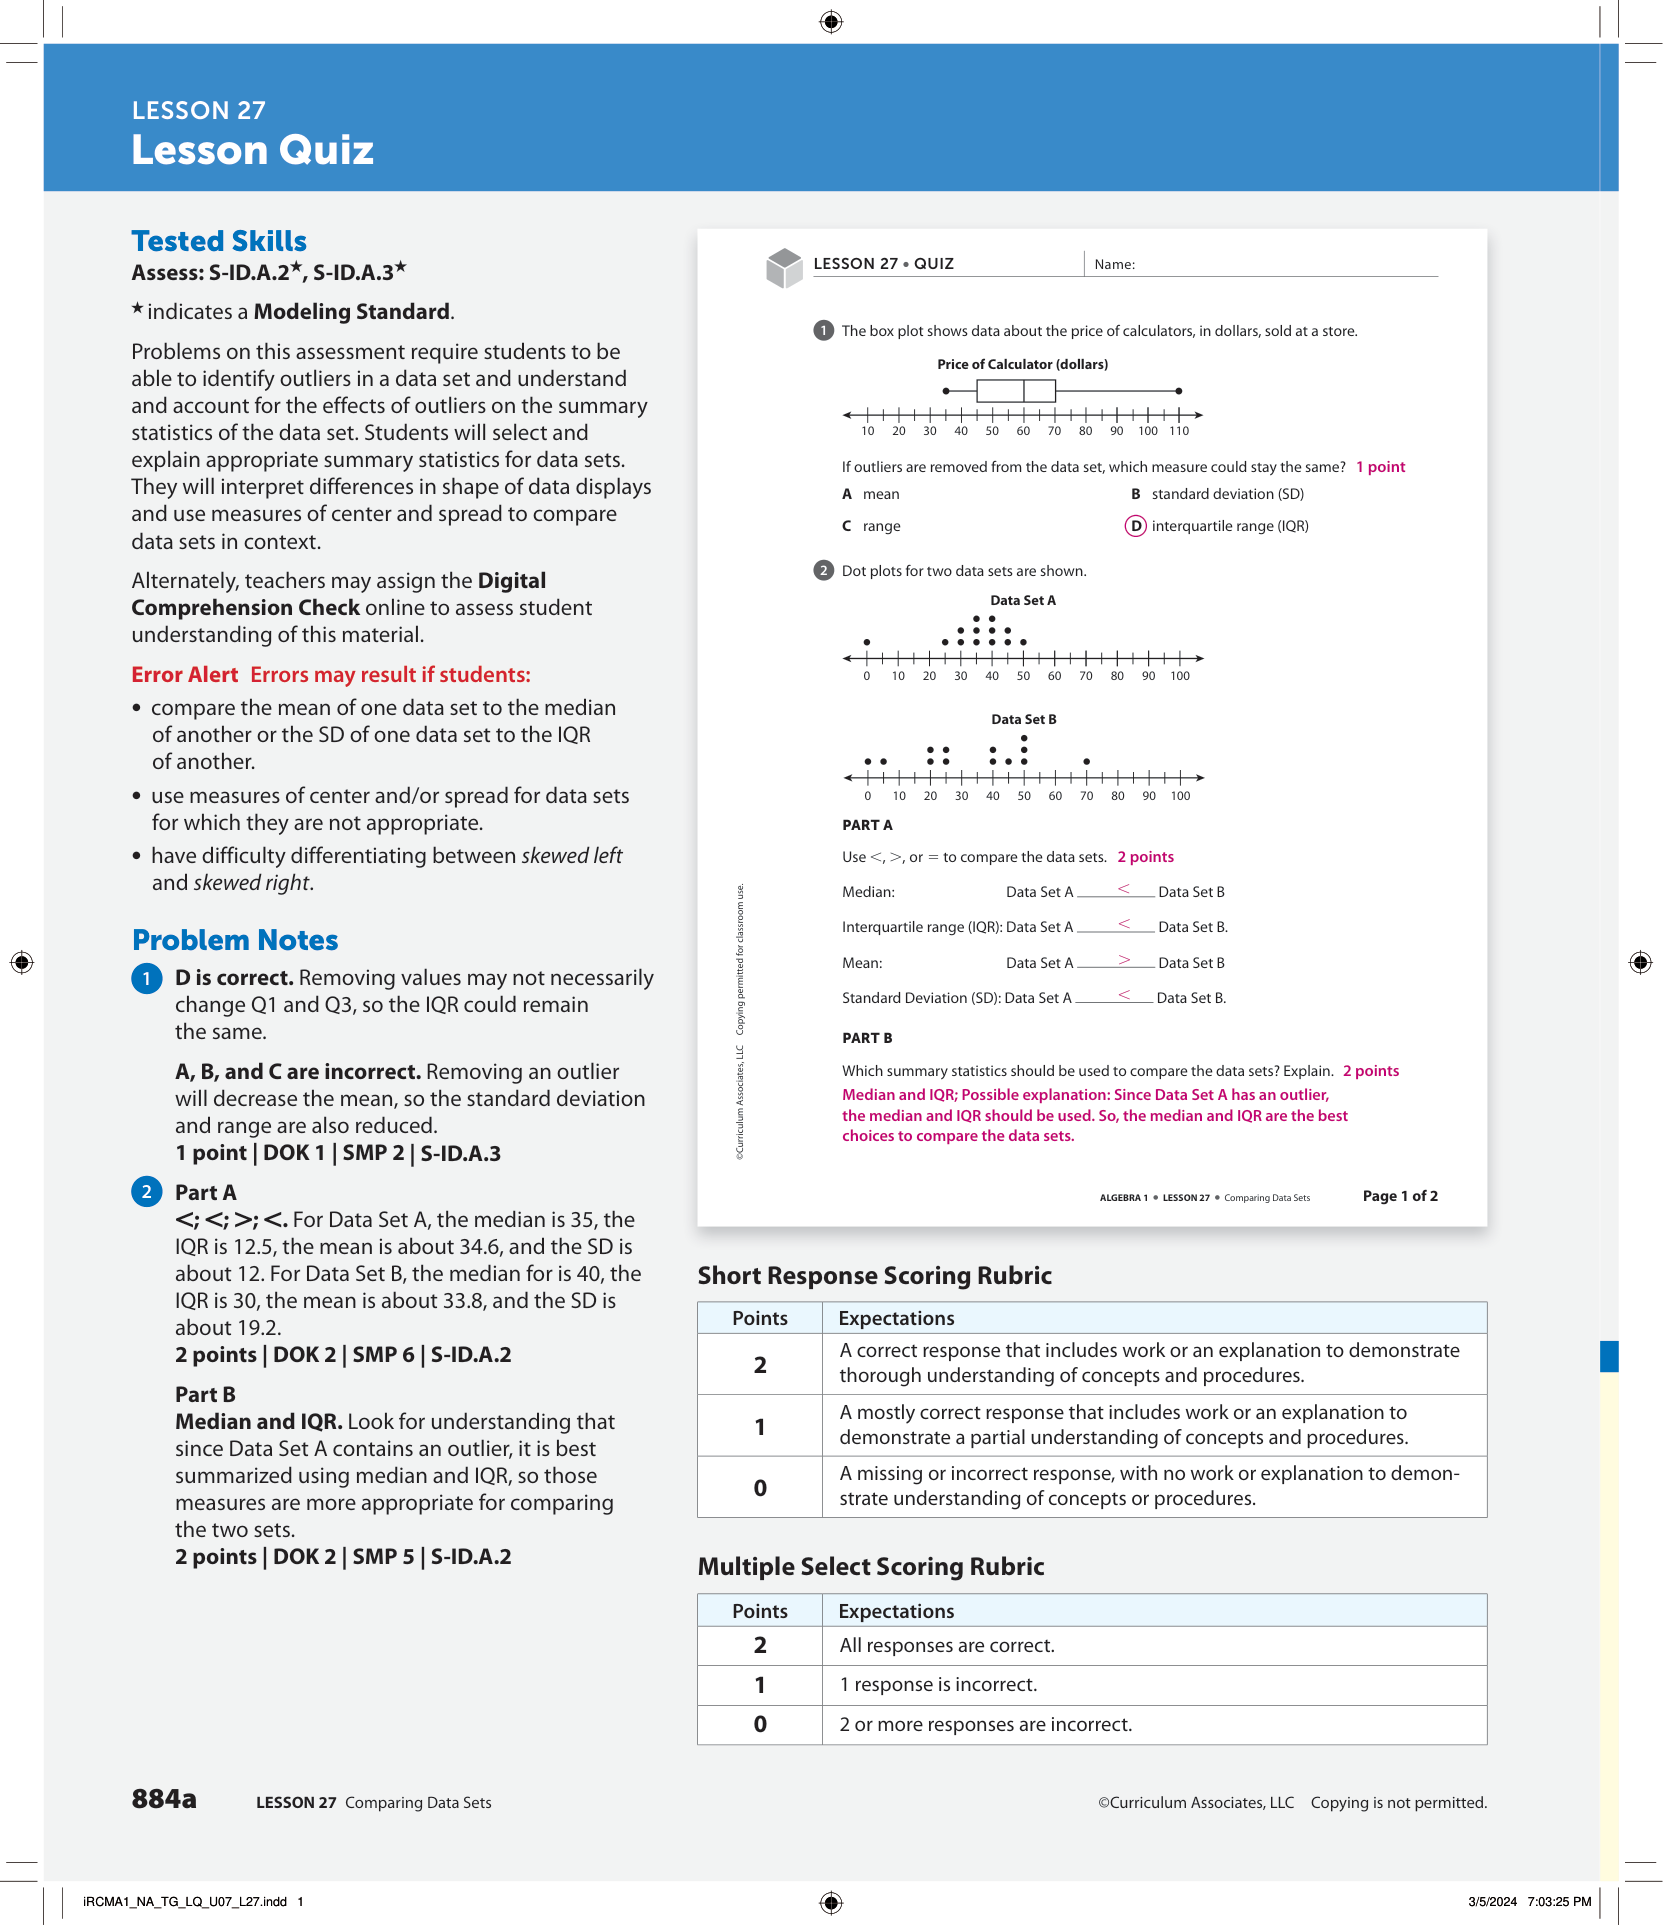 LESSON 27
Lesson Quiz
Tested Skills
Assess: S-ID.A.2★, S-ID.A.3★
★ indicates a Modeling Standard.
Problems on this assessment require students to be
able to identify outliers in a data set and understand
and account for the effects of outliers on the summary
statistics of the data set. Students will select and
explain appropriate summary statistics for data sets.
They will interpret differences in shape of data displays
and use measures of center and spread to compare
data sets in context.
Alternately, teachers may assign the Digital
Comprehension Check online to assess student
understanding of this material.
Error Alert Errors may result if students:
• compare the mean of one data set to the median
of another or the SD of one data set to the IQR
of another.
• use measures of center and/or spread for data sets
for which they are not appropriate.
• have difficulty differentiating between skewed left
and skewed right.
Problem Notes
1 D is correct. Removing values may not necessarily
change Q1 and Q3, so the IQR could remain
the same.
A, B, and C are incorrect. Removing an outlier
will decrease the mean, so the standard deviation
and range are also reduced.
1 point | DOK 1 | SMP 2 | S-ID.A.3
2 Part A
<; <; >; <. For Data Set A, the median is 35, the
IQR is 12.5, the mean is about 34.6, and the SD is
about 12. For Data Set B, the median for is 40, the
IQR is 30, the mean is about 33.8, and the SD is
about 19.2.
2 points | DOK 2 | SMP 6 | S-ID.A.2
Part B
Median and IQR. Look for understanding that
since Data Set A contains an outlier, it is best
summarized using median and IQR, so those
measures are more appropriate for comparing
the two sets.
2 points | DOK 2 | SMP 5 | S-ID.A.2
LESSON 27 • QUIZ
Name:
1 The box plot shows data about the price of calculators, in dollars, sold at a store.
Price of Calculator (dollars)
10 20 30 40 50 60 70 80 90 100 110
If outliers are removed from the data set, which measure could stay the same? 1 point
A mean B standard deviation (SD)
C range D interquartile range (IQR)
2 Dot plots for two data sets are shown.
Data Set A
0 10 20 30 40 50 60 70 80 90 100
Data Set B
0 10 20 30 40 50 60 70 80 90 100
PART A
Use <, >, or = to compare the data sets. 2 points
Median: Data Set A < Data Set B
Interquartile range (IQR): Data Set A < Data Set B.
Mean: Data Set A > Data Set B
Standard Deviation (SD): Data Set A < Data Set B.
PART B
Which summary statistics should be used to compare the data sets? Explain. 2 points
Median and IQR; Possible explanation: Since Data Set A has an outlier,
the median and IQR should be used. So, the median and IQR are the best
choices to compare the data sets.
©Curriculum Associates, LLC Copying permitted for classroom use.
ALGEBRA 1 • LESSON 27 • Comparing Data Sets Page 1 of 2
Short Response Scoring Rubric
Points Expectations
2 A correct response that includes work or an explanation to demonstrate
thorough understanding of concepts and procedures.
1 A mostly correct response that includes work or an explanation to
demonstrate a partial understanding of concepts and procedures.
0 A missing or incorrect response, with no work or explanation to demon-
strate understanding of concepts or procedures.
Multiple Select Scoring Rubric
Points Expectations
2 All responses are correct.
1 1 response is incorrect.
0 2 or more responses are incorrect.
884a LESSON 27 Comparing Data Sets
©Curriculum Associates, LLC Copying is not permitted.
iRCMA1_NA_TG_LQ_U07_L27.indd 1
3/5/2024 7:03:25 PM